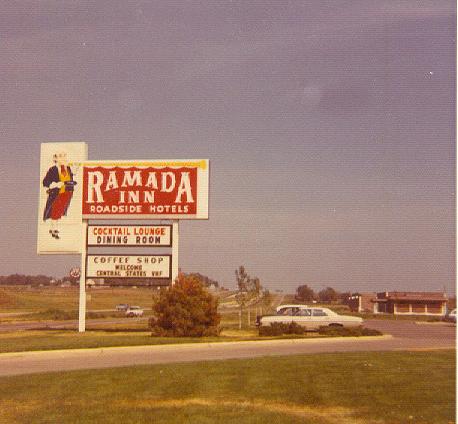 RAMADA
INN
ROADSIDE HOTELS
COCKTAIL LOUNGE
DINING ROOM
COFFEE SHOP
WELCOME
CENTRAL STATES VHF